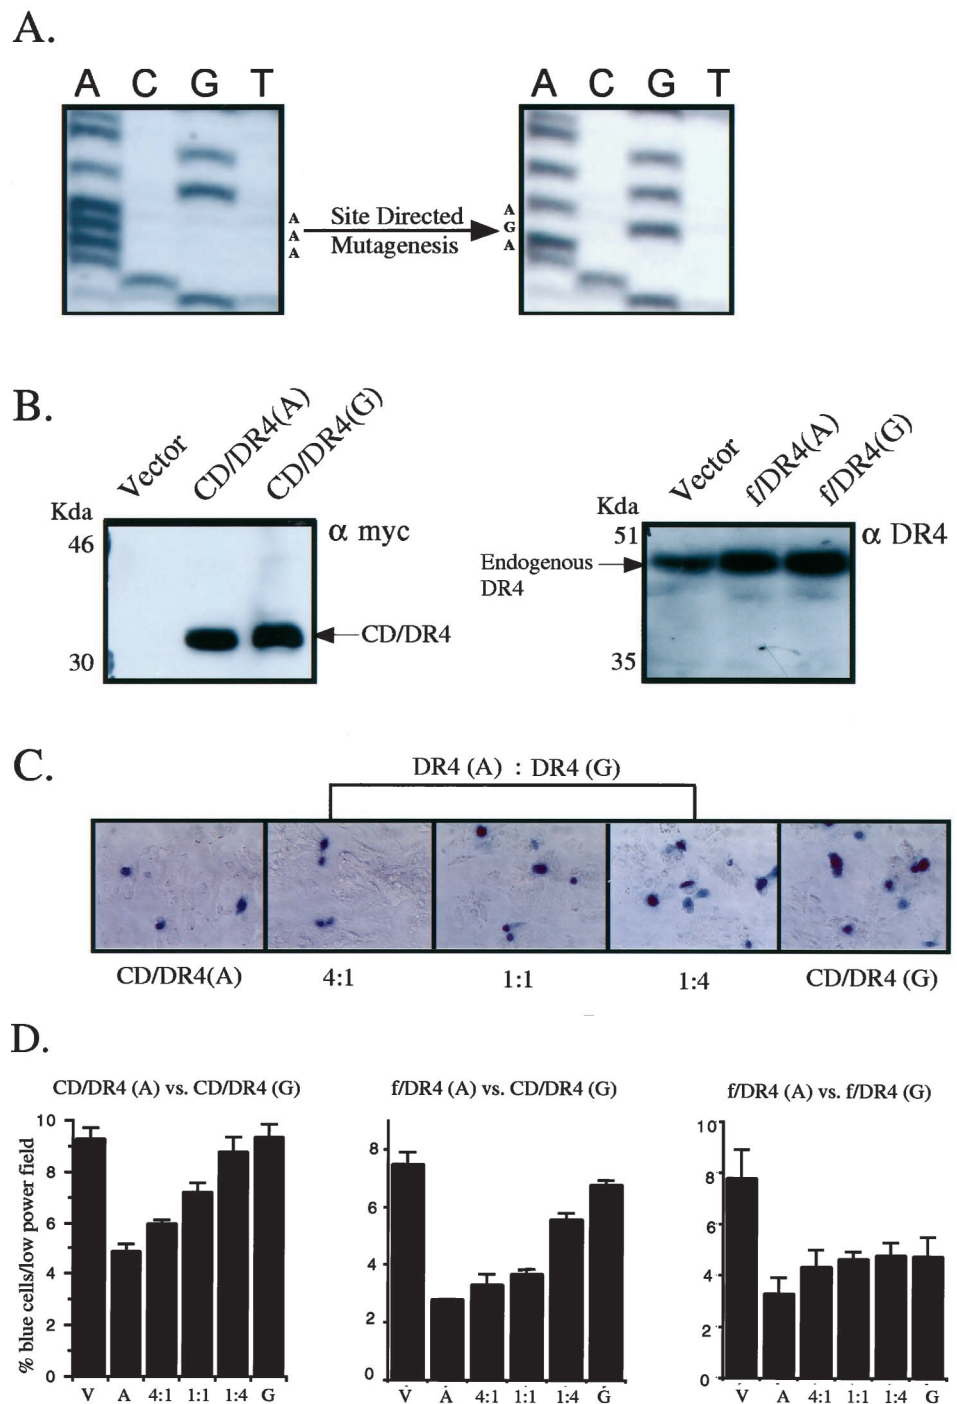 A.
A C G T
A C G T
A
A
A
Site Directed
Mutagenesis
A
G
A
B.
Vector
CD/DR4(A)
CD/DR4(G)
Kda
46
30
α myc
CD/DR4
Vector
f/DR4(A)
f/DR4(G)
Kda
51
35
α DR4
Endogenous
DR4
C.
DR4 (A) : DR4 (G)
CD/DR4(A) 4:1 1:1 1:4 CD/DR4 (G)
D.
CD/DR4 (A) vs. CD/DR4 (G)
% blue cells/low power field
10
8
6
4
2
0
V A 4:1 1:1 1:4 G
f/DR4 (A) vs. CD/DR4 (G)
8
6
4
2
0
V A 4:1 1:1 1:4 G
f/DR4 (A) vs. f/DR4 (G)
10
8
6
4
2
0
V A 4:1 1:1 1:4 G